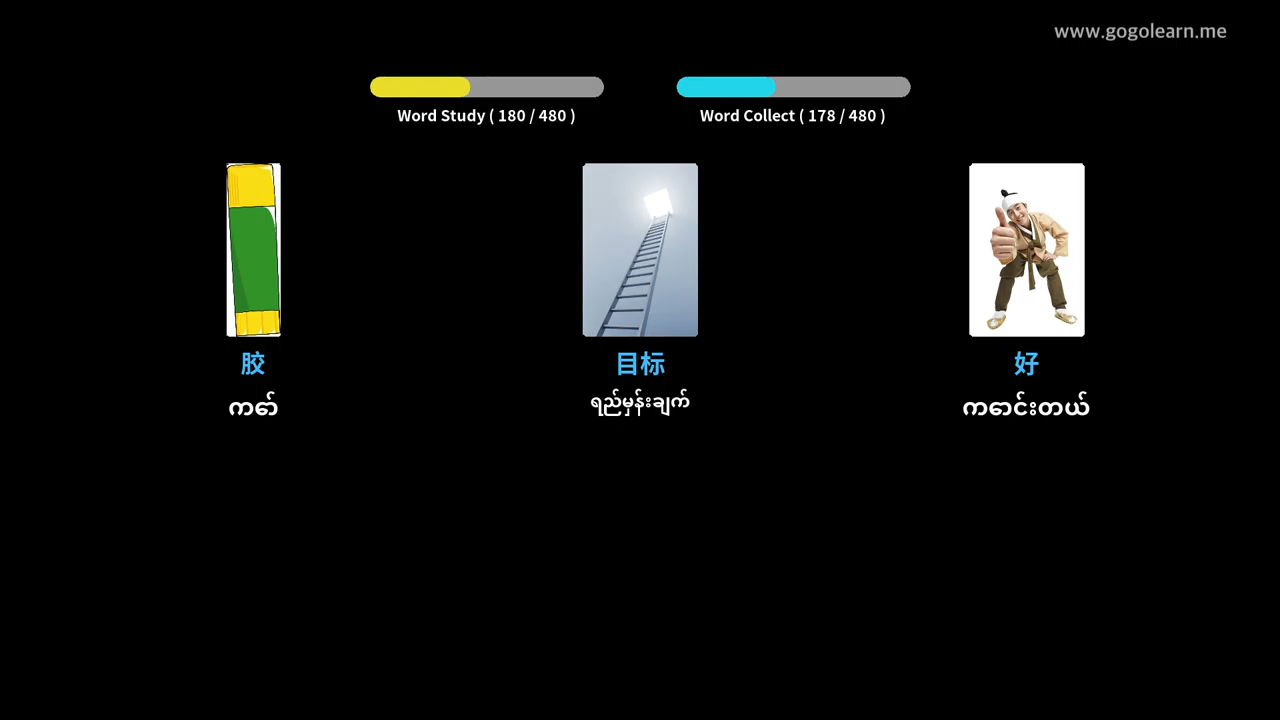 www.gogolearn.me
Word Study ( 180 / 480 )
Word Collect ( 178 / 480 )
胶
目标
好
ကော်
ရည်မှန်းချက်
ကောင်းတယ်